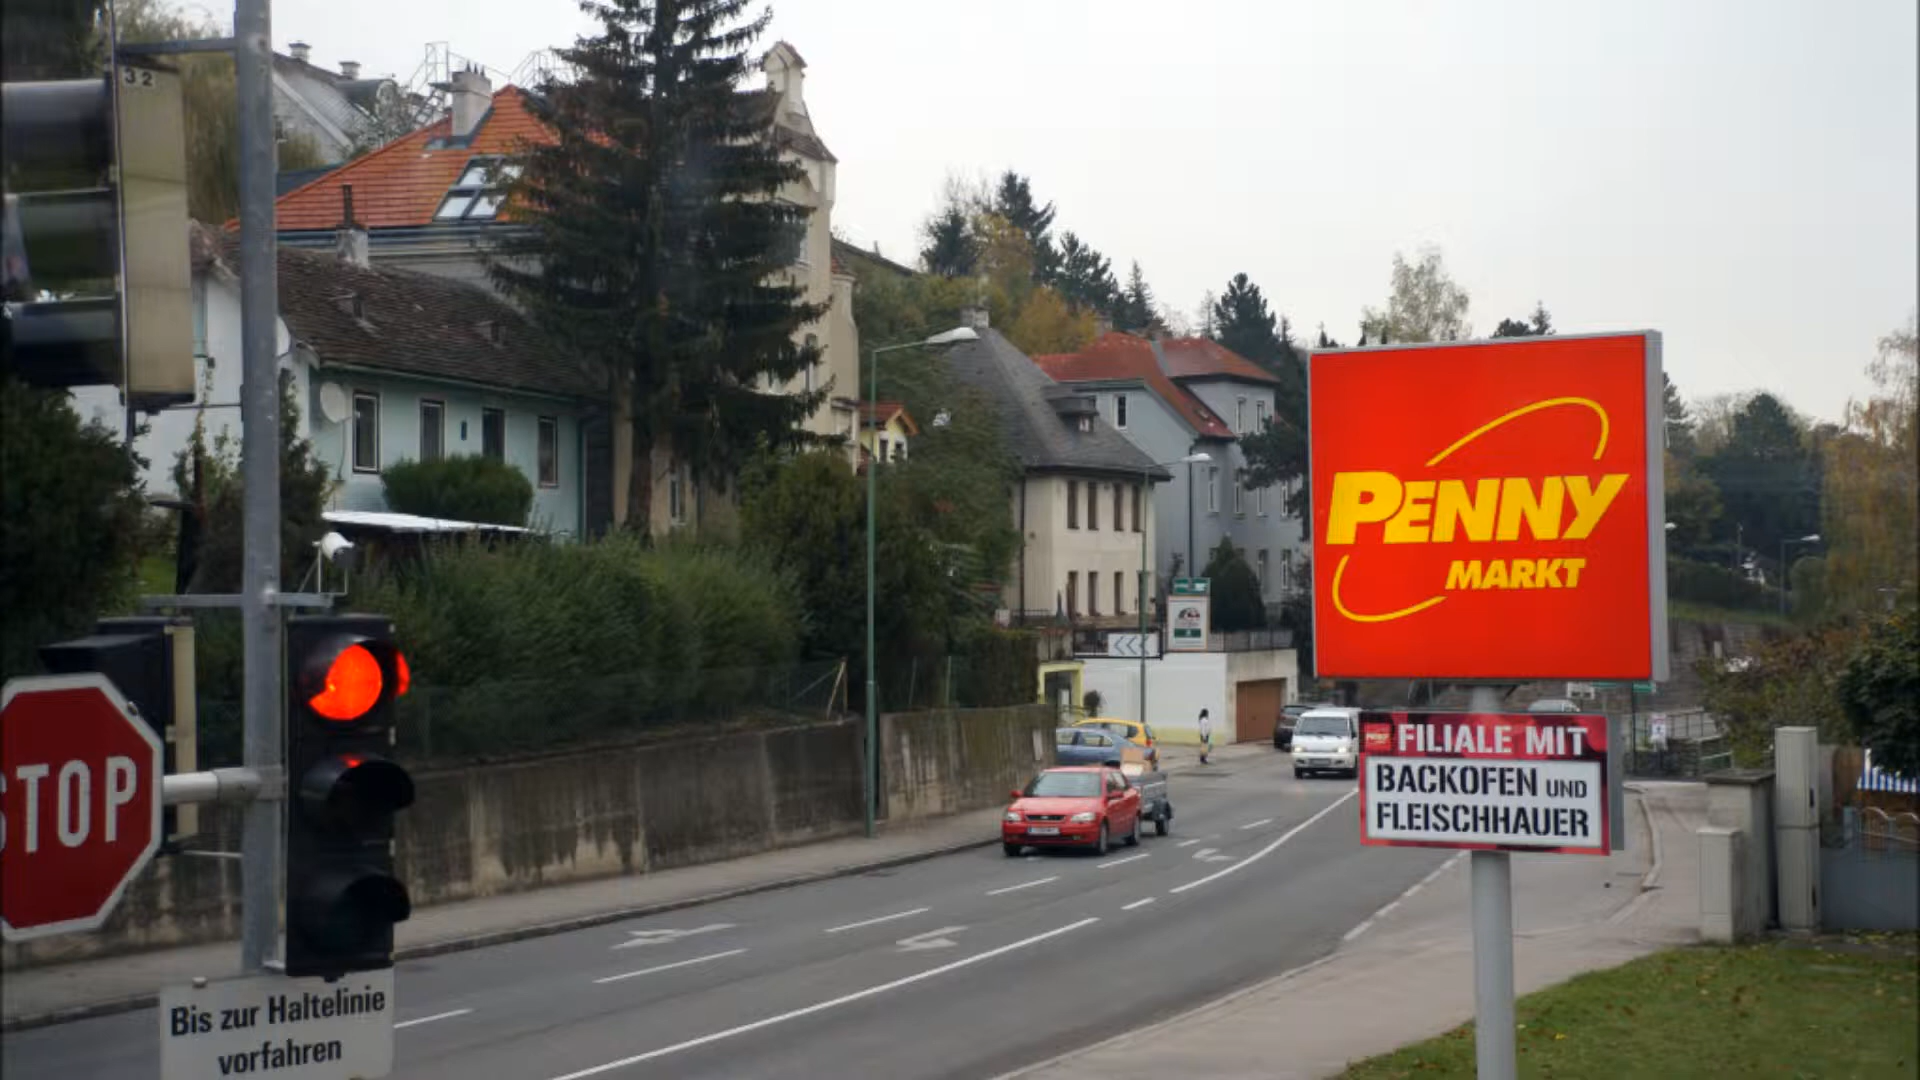 32
STOP
Bis zur Haltelinie
vorfahren
PENNY
MARKT
FILIALE MIT
BACKOFEN UND
FLEISCHHAUER